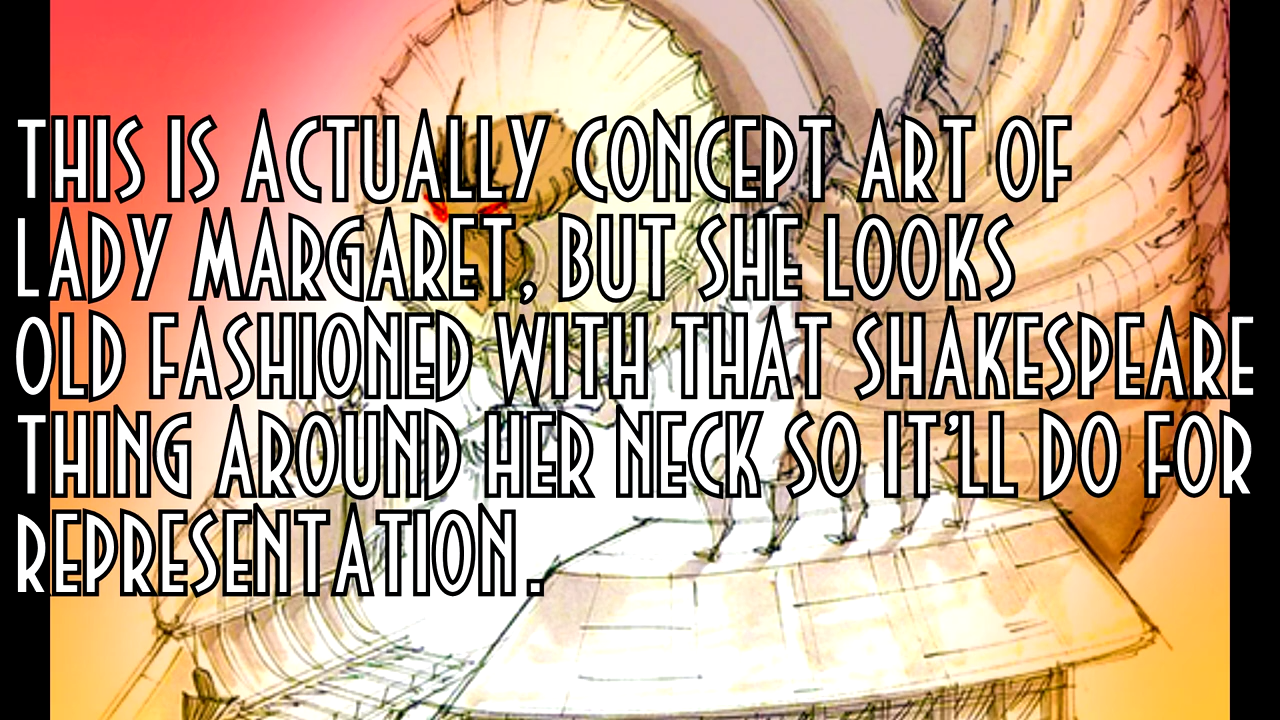 THIS IS ACTUALLY CONCEPT ART OF
LADY MARGARET, BUT SHE LOOKS
OLD FASHIONED WITH THAT SHAKESPEARE
THING AROUND HER NECK SO IT'LL DO FOR
REPRESENTATION.